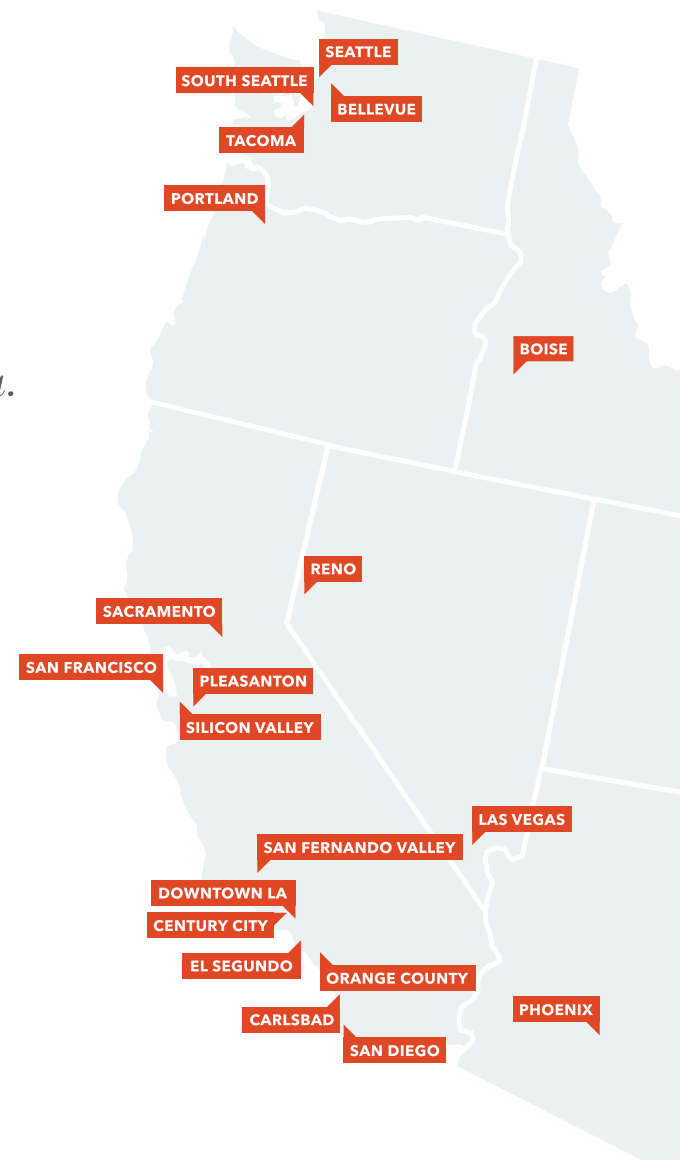 SEATTLE
SOUTH SEATTLE
BELLEVUE
TACOMA
PORTLAND
BOISE
RENO
SACRAMENTO
SAN FRANCISCO
PLEASANTON
SILICON VALLEY
LAS VEGAS
SAN FERNANDO VALLEY
DOWNTOWN LA
CENTURY CITY
EL SEGUNDO
ORANGE COUNTY
PHOENIX
CARLSBAD
SAN DIEGO